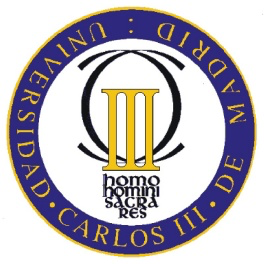 : UNIVERSIDAD · CARLOS III · DE MADRID
III
homo
homini
sacra
res